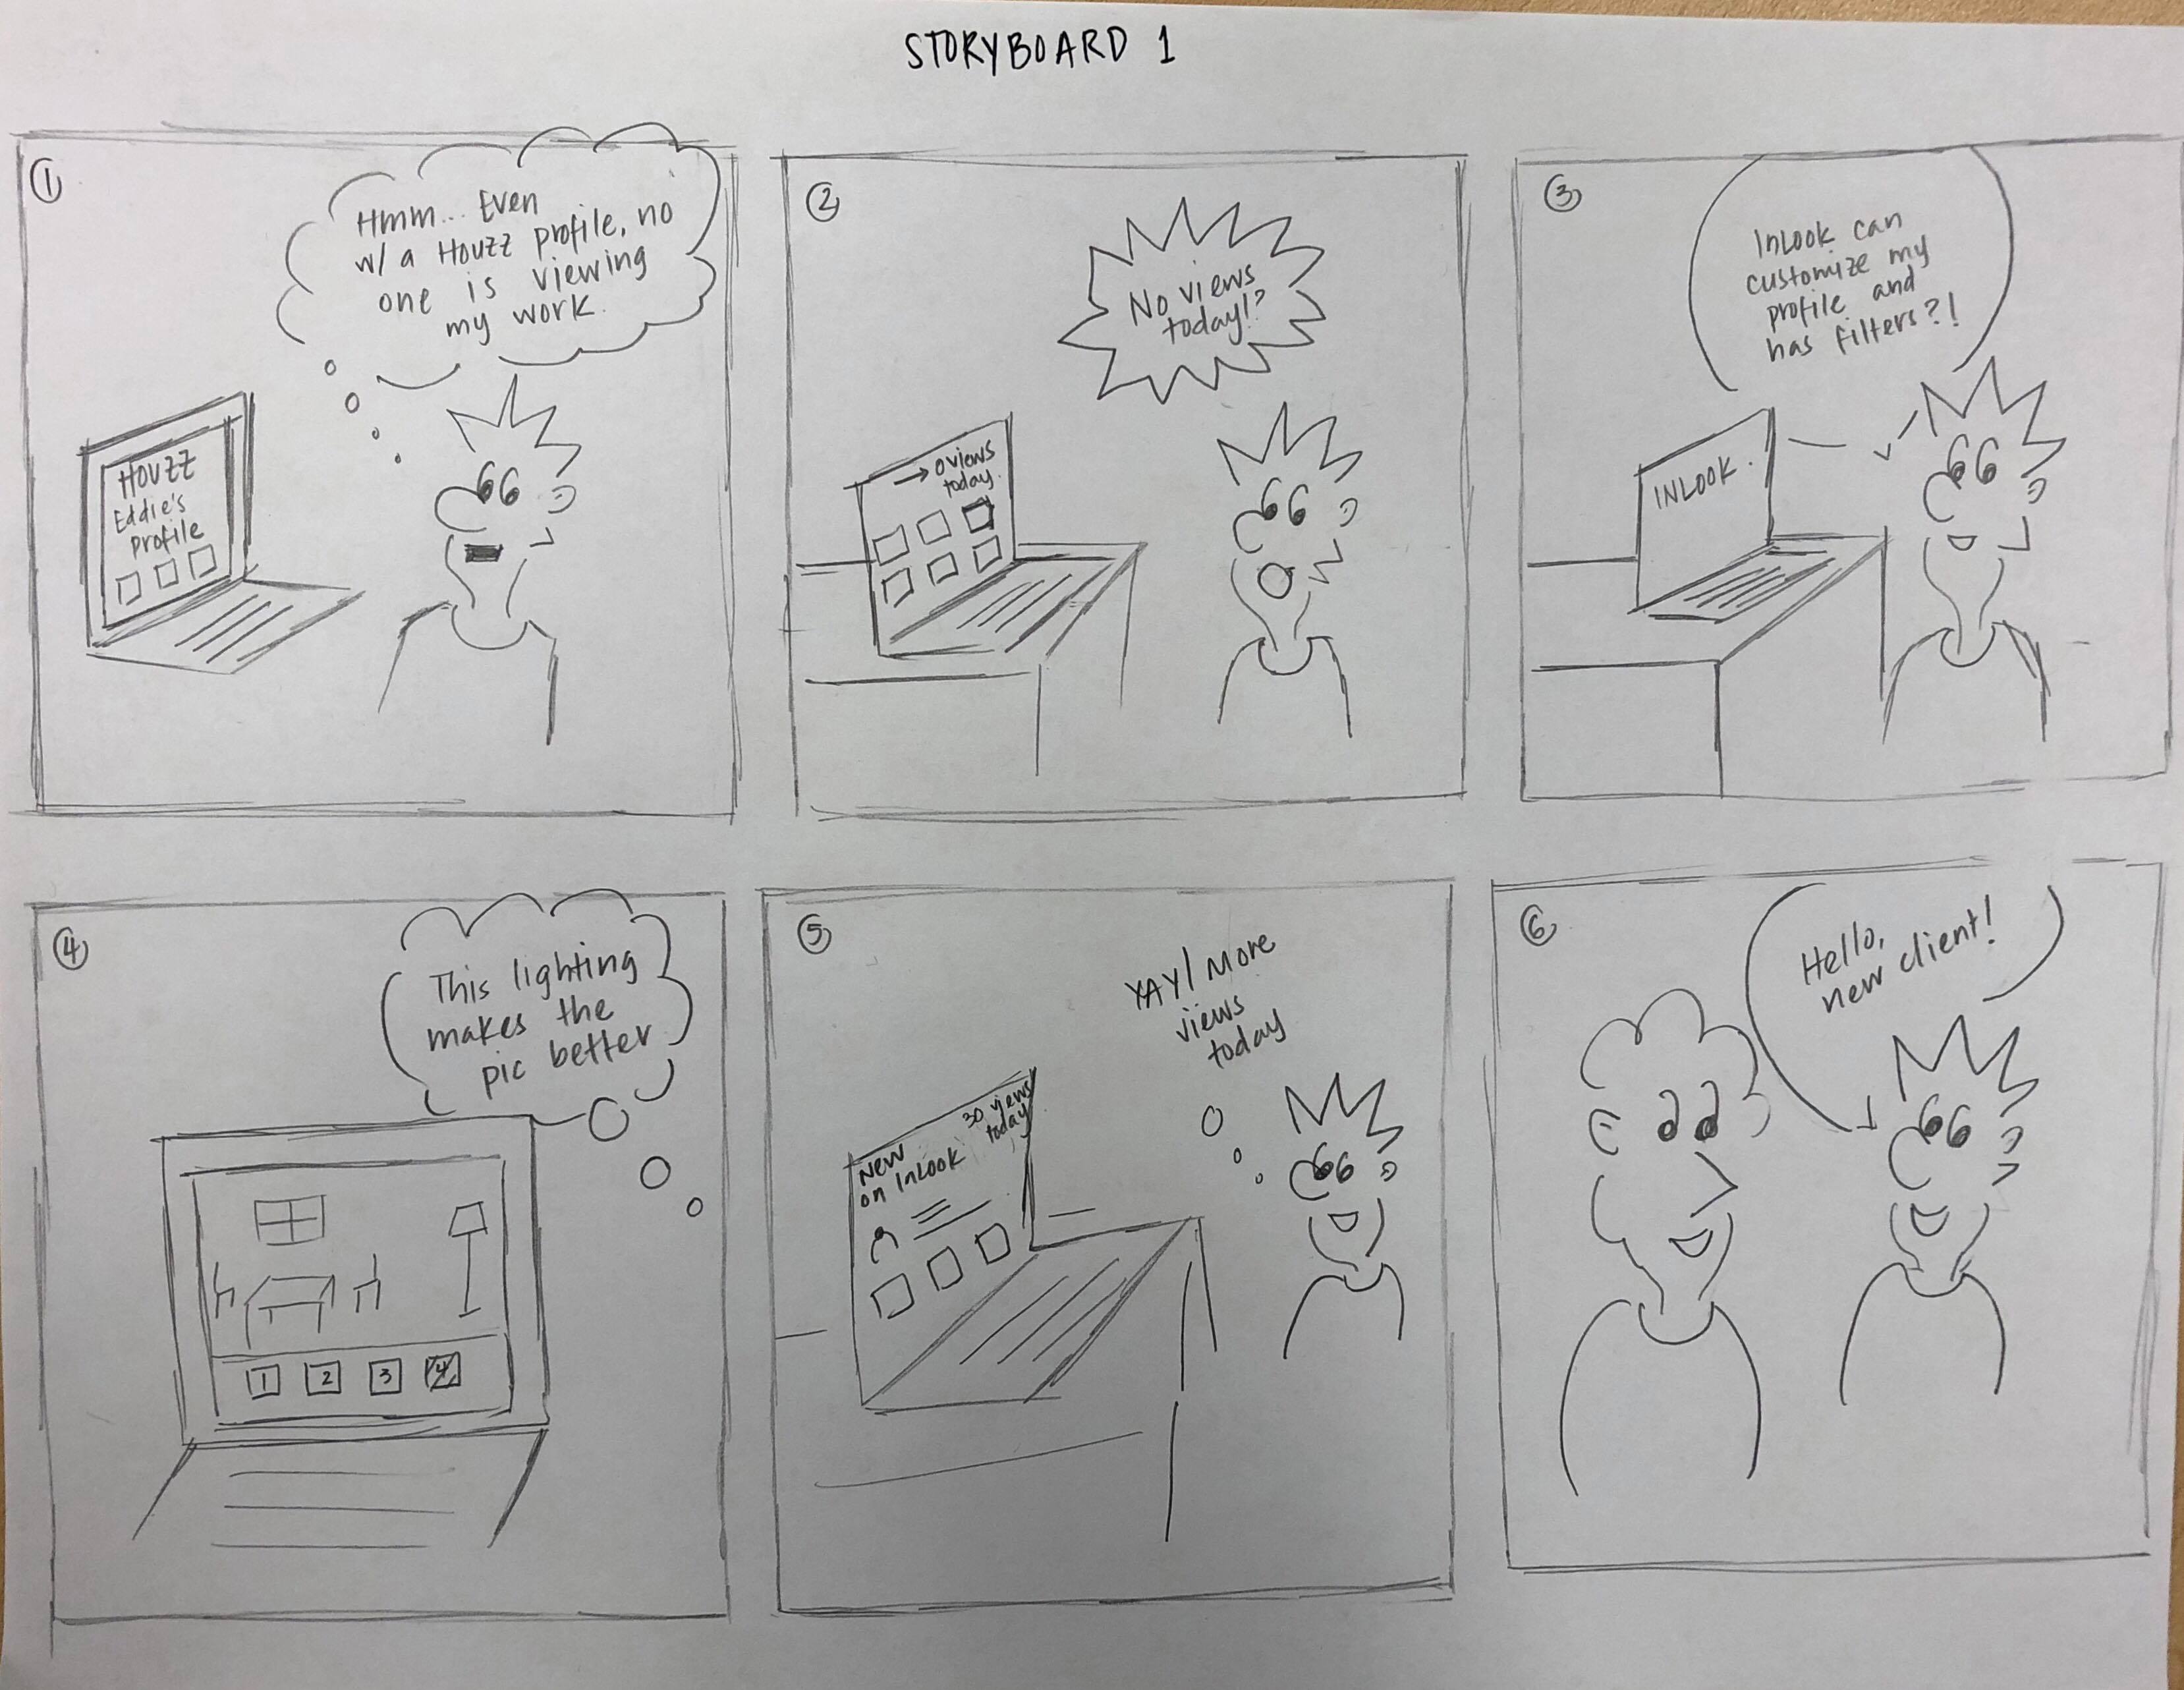 STORYBOARD 1
①
Hmm... Even
w/ a Houzz profile, no
one is viewing
my work.
HOUZZ
Eddie's
profile
②
No views
today!?
→ 0 views
today.
③
InLook can
customize my
profile and
has filters?!
INLOOK.
④
This lighting
makes the
pic better
1 2 3 4
⑤
YAY! More
views
today
30 views
today
New
on InLook
⑥
Hello,
new client!